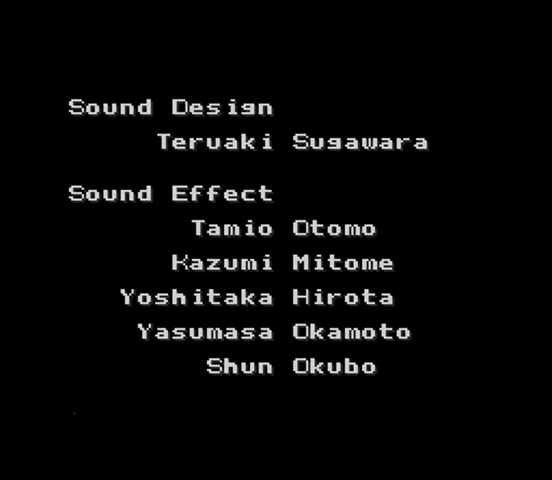 Sound Design
Teruaki Sugawara
Sound Effect
Tamio Otomo
Kazumi Mitome
Yoshitaka Hirota
Yasumasa Okamoto
Shun Okubo